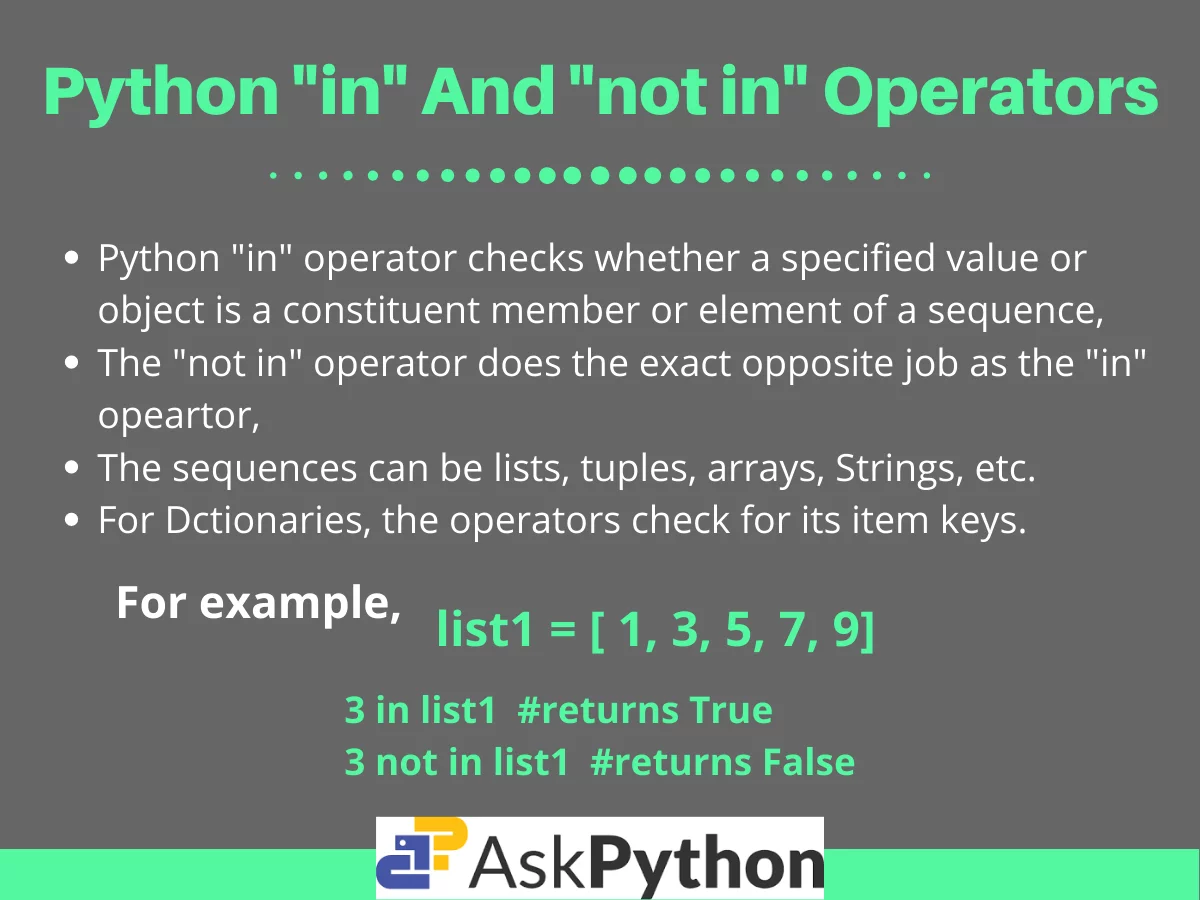 Python "in" And "not in" Operators
• Python "in" operator checks whether a specified value or
object is a constituent member or element of a sequence,
• The "not in" operator does the exact opposite job as the "in"
opeartor,
• The sequences can be lists, tuples, arrays, Strings, etc.
• For Dctionaries, the operators check for its item keys.
For example,
list1 = [ 1, 3, 5, 7, 9]
3 in list1 #returns True
3 not in list1 #returns False
AskPython